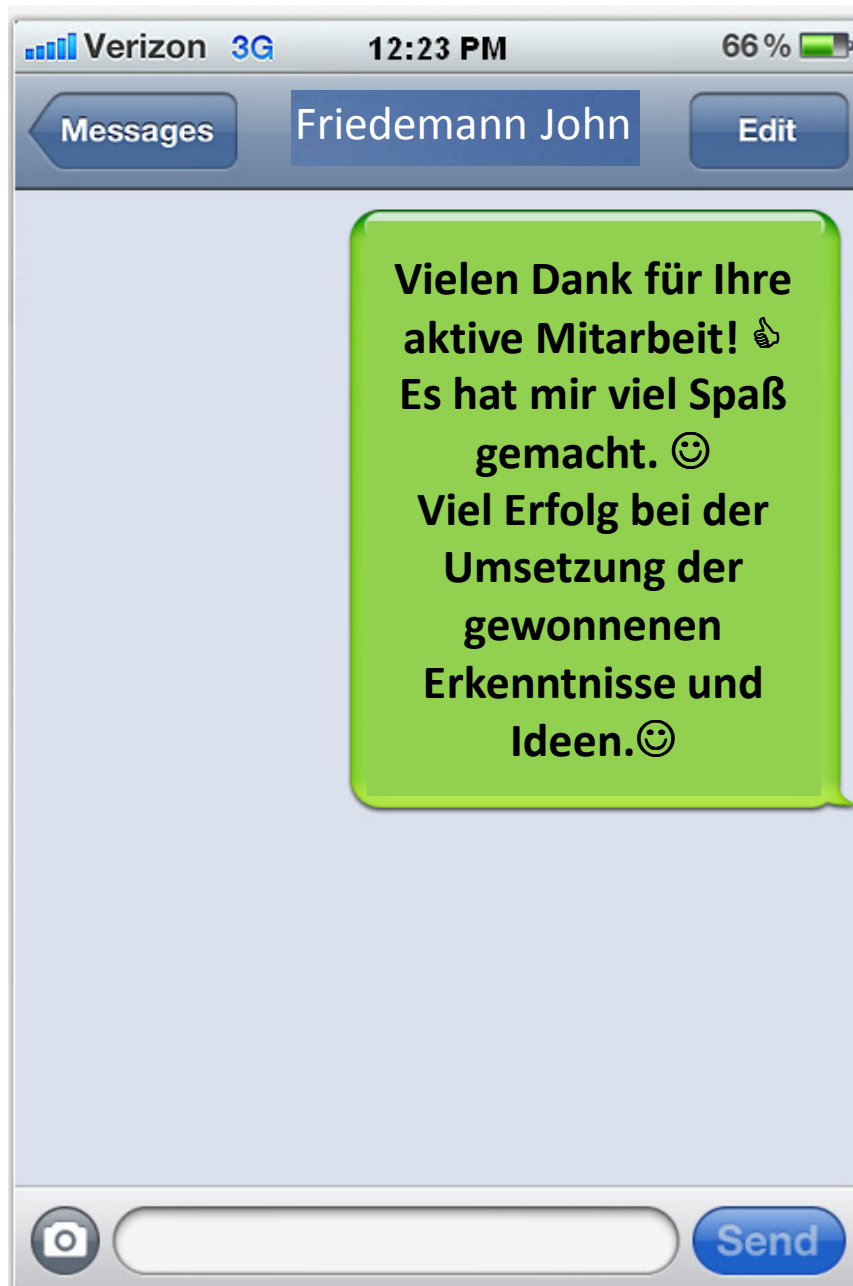 Verizon 3G 12:23 PM 66%
Messages Friedemann John Edit
Vielen Dank für Ihre
aktive Mitarbeit! 👍
Es hat mir viel Spaß
gemacht. ☺
Viel Erfolg bei der
Umsetzung der
gewonnenen
Erkenntnisse und
Ideen.☺
Send